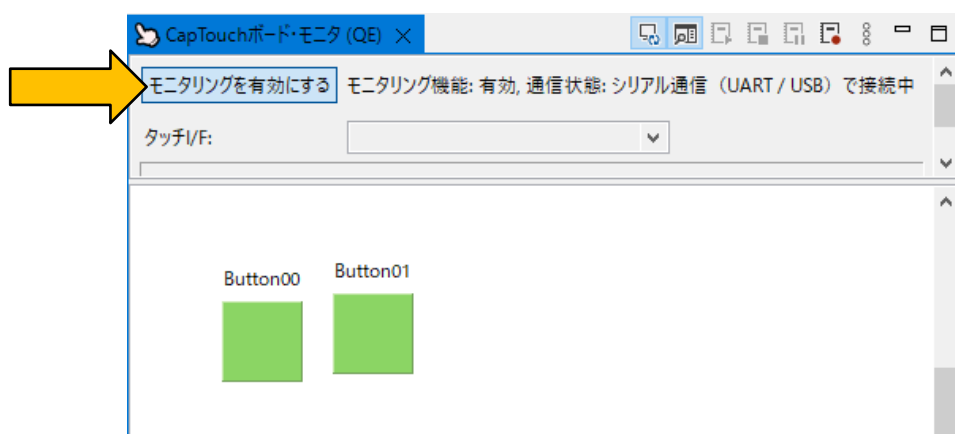 CapTouchボード・モニタ (QE)
モニタリングを有効にする モニタリング機能: 有効, 通信状態: シリアル通信（UART / USB）で接続中
タッチI/F:
Button00 Button01